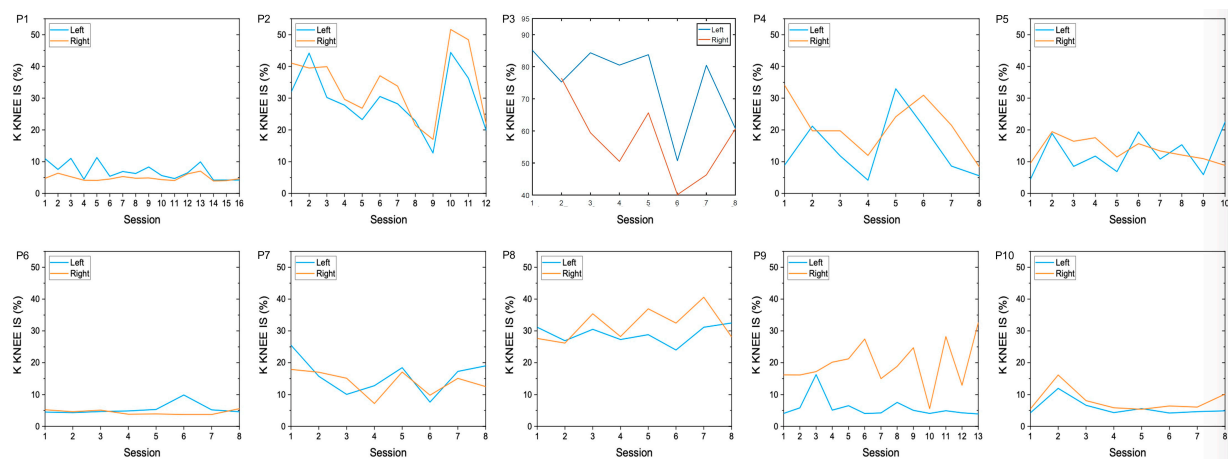 P1
Left
Right
50
40
30
20
10
0
K KNEE IS (%)
1 2 3 4 5 6 7 8 9 10 11 12 13 14 15 16
Session
P2
Left
Right
50
40
30
20
10
0
K KNEE IS (%)
1 2 3 4 5 6 7 8 9 10 11 12
Session
P3
Left
Right
95
90
80
70
60
50
40
K KNEE IS (%)
1 2 3 4 5 6 7 8
Session
P4
Left
Right
50
40
30
20
10
0
K KNEE IS (%)
1 2 3 4 5 6 7 8
Session
P5
Left
Right
50
40
30
20
10
0
K KNEE IS (%)
1 2 3 4 5 6 7 8 9 10
Session
P6
Left
Right
50
40
30
20
10
0
K KNEE IS (%)
1 2 3 4 5 6 7 8
Session
P7
Left
Right
50
40
30
20
10
0
K KNEE IS (%)
1 2 3 4 5 6 7 8
Session
P8
Left
Right
50
40
30
20
10
0
K KNEE IS (%)
1 2 3 4 5 6 7 8
Session
P9
Left
Right
50
40
30
20
10
0
K KNEE IS (%)
1 2 3 4 5 6 7 8 9 10 11 12 13
Session
P10
Left
Right
50
40
30
20
10
0
K KNEE IS (%)
1 2 3 4 5 6 7 8
Session